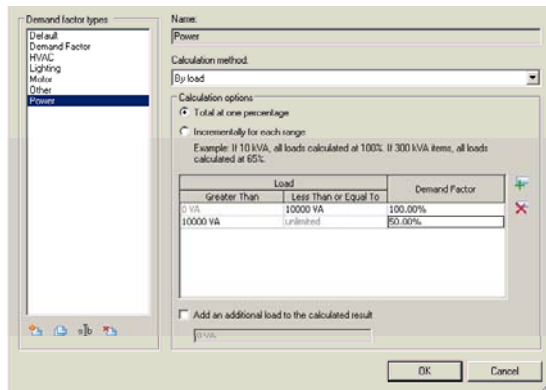 Demand factor types
Default
Demand Factor
HVAC
Lighting
Motor
Other
Power
Name:
Power
Calculation method:
By load
Calculation options
Total at one percentage
Incrementally for each range
Example: If 10 kVA, all loads calculated at 100%. If 300 kVA items, all loads
calculated at 65%.
Load
Greater Than Less Than or Equal To Demand Factor
0 VA 10000 VA 100.00%
10000 VA unlimited 50.00%
Add an additional load to the calculated result
0 VA
OK Cancel